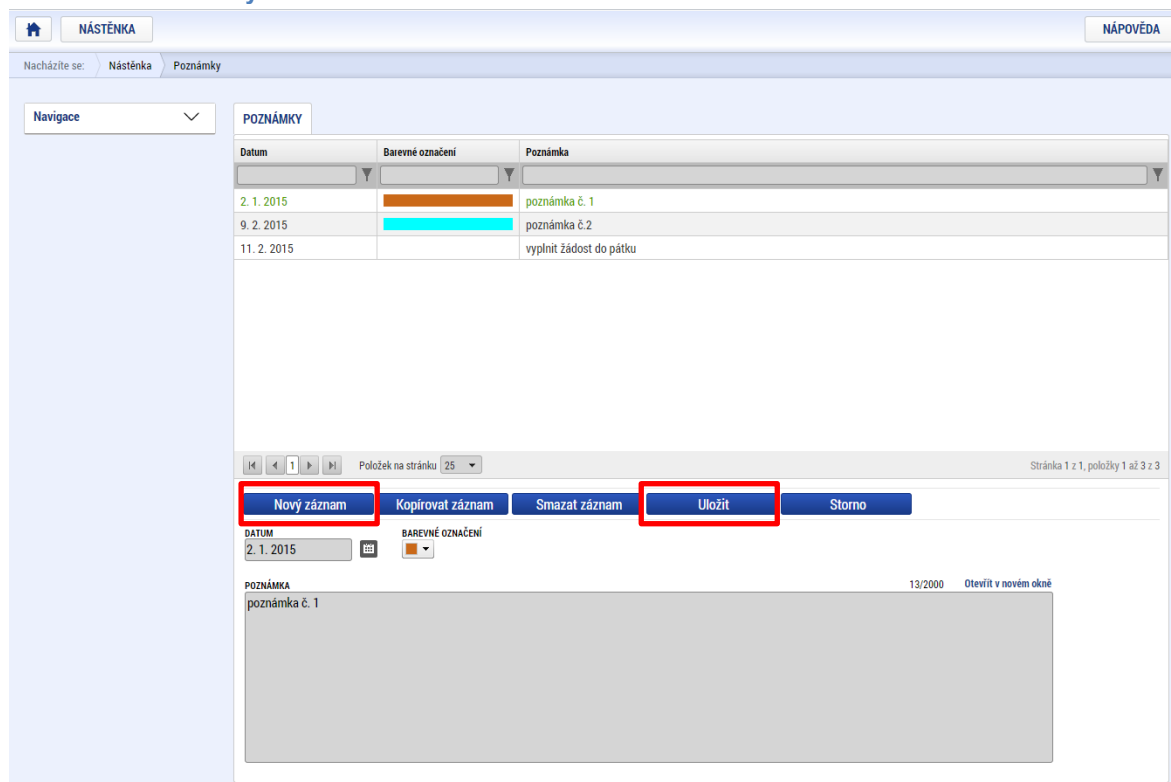 NÁSTĚNKA NÁPOVĚDA
Nacházíte se: Nástěnka Poznámky
Navigace
POZNÁMKY
Datum Barevné označení Poznámka
2. 1. 2015 poznámka č. 1
9. 2. 2015 poznámka č.2
11. 2. 2015 vyplnit žádost do pátku
1 Položek na stránku 25 Stránka 1 z 1, položky 1 až 3 z 3
Nový záznam Kopírovat záznam Smazat záznam Uložit Storno
DATUM BAREVNÉ OZNAČENÍ
2. 1. 2015
POZNÁMKA 13/2000 Otevřít v novém okně
poznámka č. 1